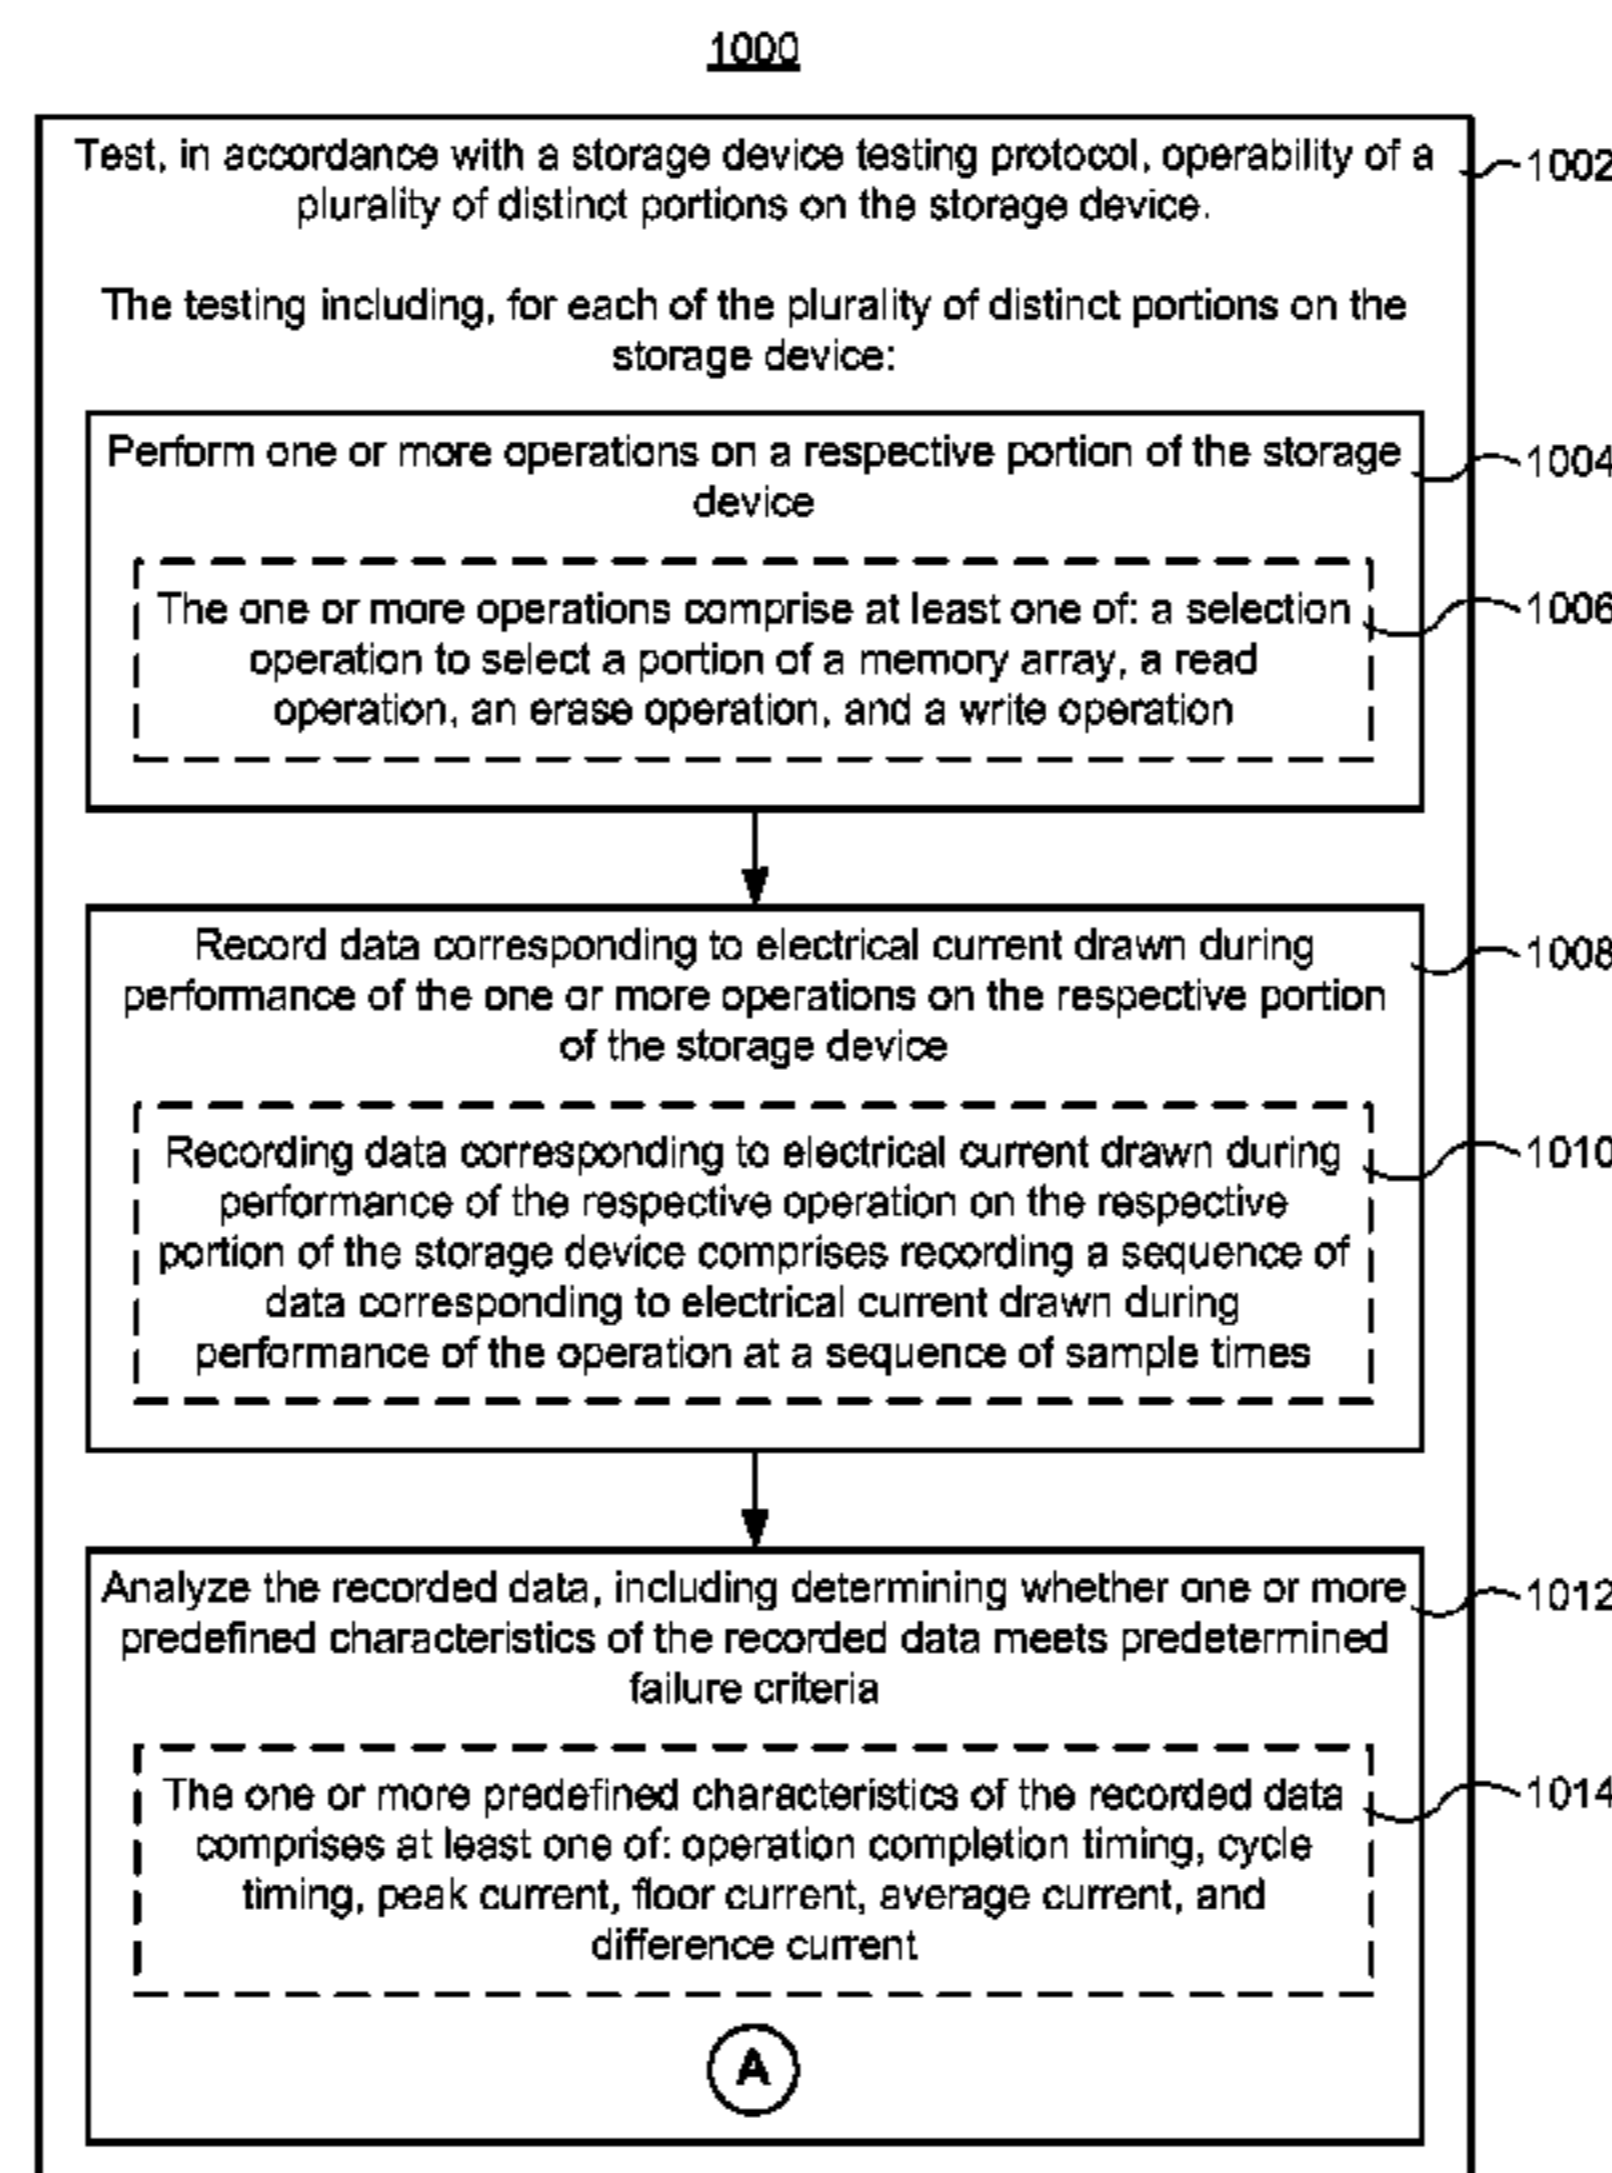 1000
Test, in accordance with a storage device testing protocol, operability of a
plurality of distinct portions on the storage device.
1002
The testing including, for each of the plurality of distinct portions on the
storage device:
Perform one or more operations on a respective portion of the storage
device
1004
The one or more operations comprise at least one of: a selection
operation to select a portion of a memory array, a read
operation, an erase operation, and a write operation
1006
Record data corresponding to electrical current drawn during
performance of the one or more operations on the respective portion
of the storage device
1008
Recording data corresponding to electrical current drawn during
performance of the respective operation on the respective
portion of the storage device comprises recording a sequence of
data corresponding to electrical current drawn during
performance of the operation at a sequence of sample times
1010
Analyze the recorded data, including determining whether one or more
predefined characteristics of the recorded data meets predetermined
failure criteria
1012
The one or more predefined characteristics of the recorded data
comprises at least one of: operation completion timing, cycle
timing, peak current, floor current, average current, and
difference current
1014
A